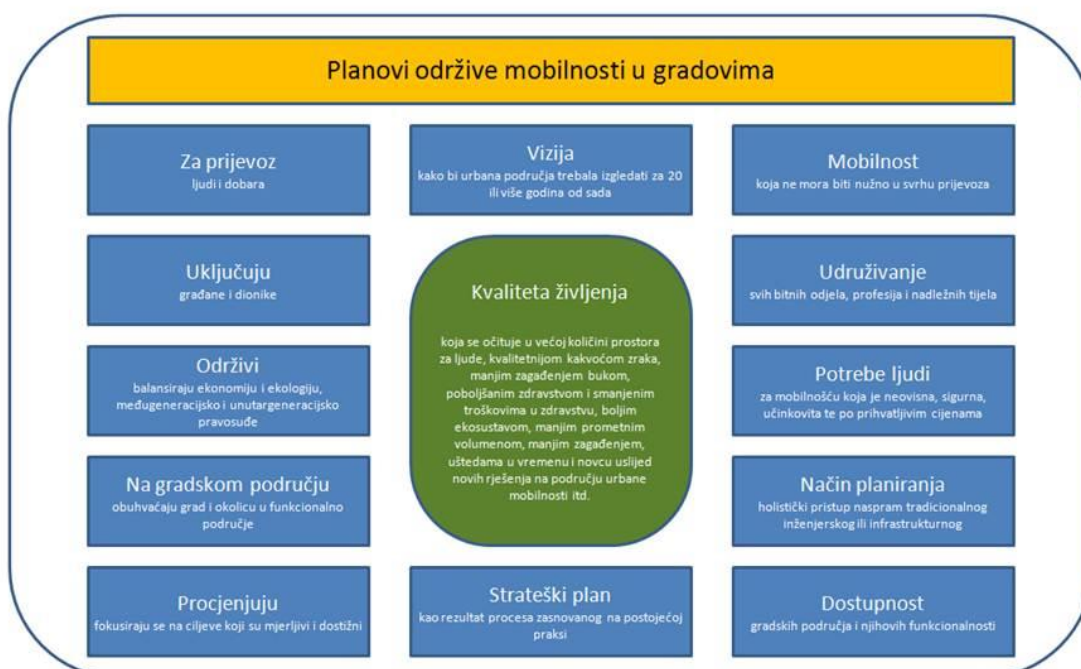 Planovi održive mobilnosti u gradovima
Za prijevoz
ljudi i dobara
Vizija
kako bi urbana područja trebala izgledati za 20
ili više godina od sada
Mobilnost
koja ne mora biti nužno u svrhu prijevoza
Uključuju
građane i dionike
Kvaliteta življenja
koja se očituje u većoj količini prostora
za ljude, kvalitetnijom kakvoćom zraka,
manjim zagađenjem bukom,
poboljšanim zdravstvom i smanjenim
troškovima u zdravstvu, boljim
ekosustavom, manjim prometnim
volumenom, manjim zagađenjem,
uštedama u vremenu i novcu uslijed
novih rješenja na području urbane
mobilnosti itd.
Udruživanje
svih bitnih odjela, profesija i nadležnih tijela
Održivi
balansiraju ekonomiju i ekologiju,
međugeneracijsko i unutargeneracijsko
pravosuđe
Potrebe ljudi
za mobilnošću koja je neovisna, sigurna,
učinkovita te po prihvatljivim cijenama
Na gradskom području
obuhvaćaju grad i okolicu u funkcionalno
područje
Način planiranja
holistički pristup naspram tradicionalnog
inženjerskog ili infrastrukturnog
Procjenjuju
fokusiraju se na ciljeve koji su mjerljivi i dostižni
Strateški plan
kao rezultat procesa zasnovanog na postojećoj
praksi
Dostupnost
gradskih područja i njihovih funkcionalnosti